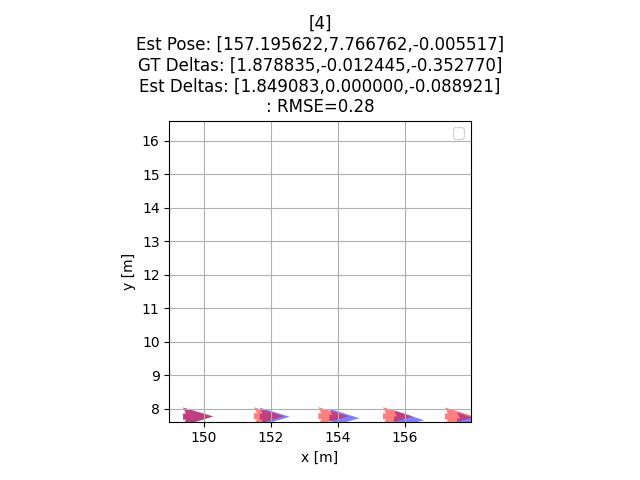 [4]
Est Pose: [157.195622,7.766762,-0.005517]
GT Deltas: [1.878835,-0.012445,-0.352770]
Est Deltas: [1.849083,0.000000,-0.088921]
: RMSE=0.28
16
15
14
13
12
11
10
9
8
y [m]
150 152 154 156
x [m]